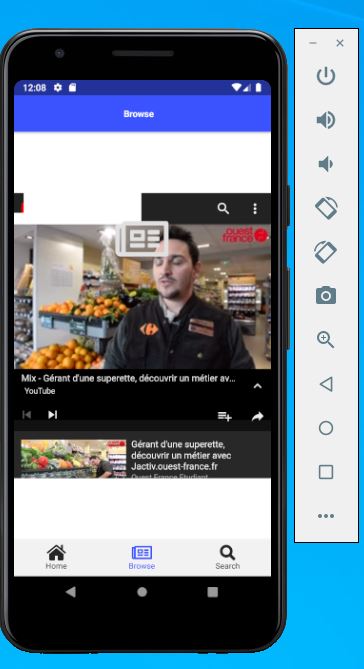 12:08
Browse
ouest
france
Mix - Gérant d'une superette, découvrir un métier av...
YouTube
Gérant d'une superette,
découvrir un métier avec
Jactiv.ouest-france.fr
Ouest France Etudiant
Home
Browse
Search